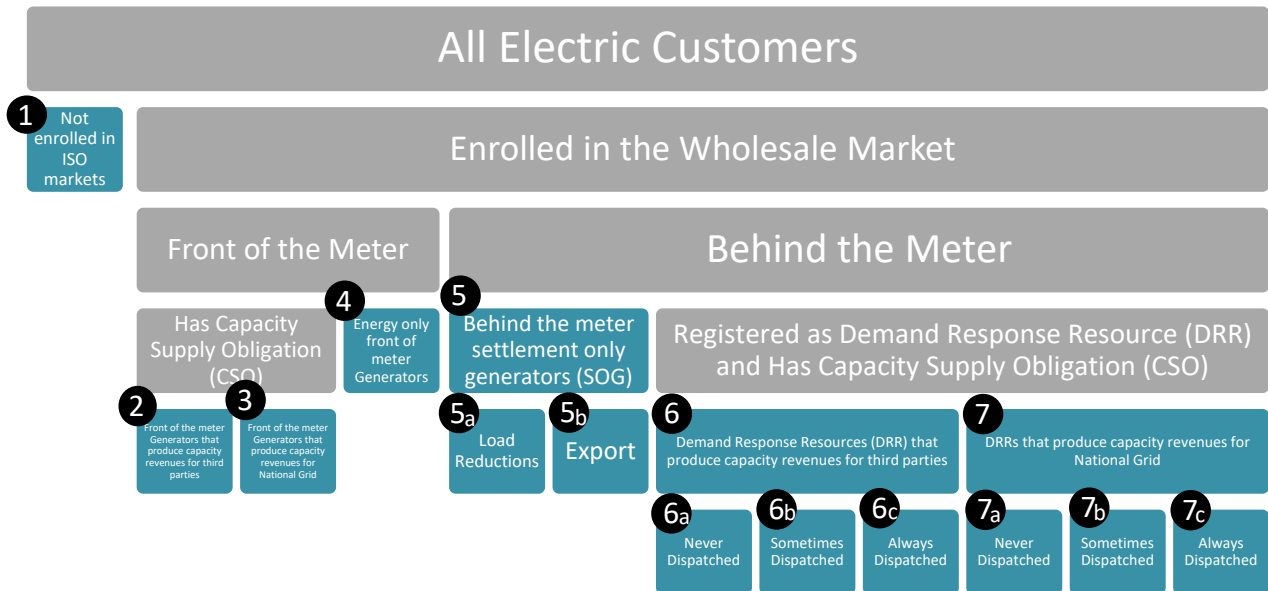 All Electric Customers
1
Not
enrolled in
ISO
markets
Enrolled in the Wholesale Market
Front of the Meter
Behind the Meter
Has Capacity
Supply Obligation
(CSO)
4
Energy only
front of
meter
Generators
5
Behind the meter
settlement only
generators (SOG)
Registered as Demand Response Resource (DRR)
and Has Capacity Supply Obligation (CSO)
2
Front of the meter
Generators that
produce capacity
revenues for third
parties
3
Front of the meter
Generators that
produce capacity
revenues for
National Grid
5a
Load
Reductions
5b
Export
6
Demand Response Resources (DRR) that
produce capacity revenues for third parties
7
DRRs that produce capacity revenues for
National Grid
6a
Never
Dispatched
6b
Sometimes
Dispatched
6c
Always
Dispatched
7a
Never
Dispatched
7b
Sometimes
Dispatched
7c
Always
Dispatched